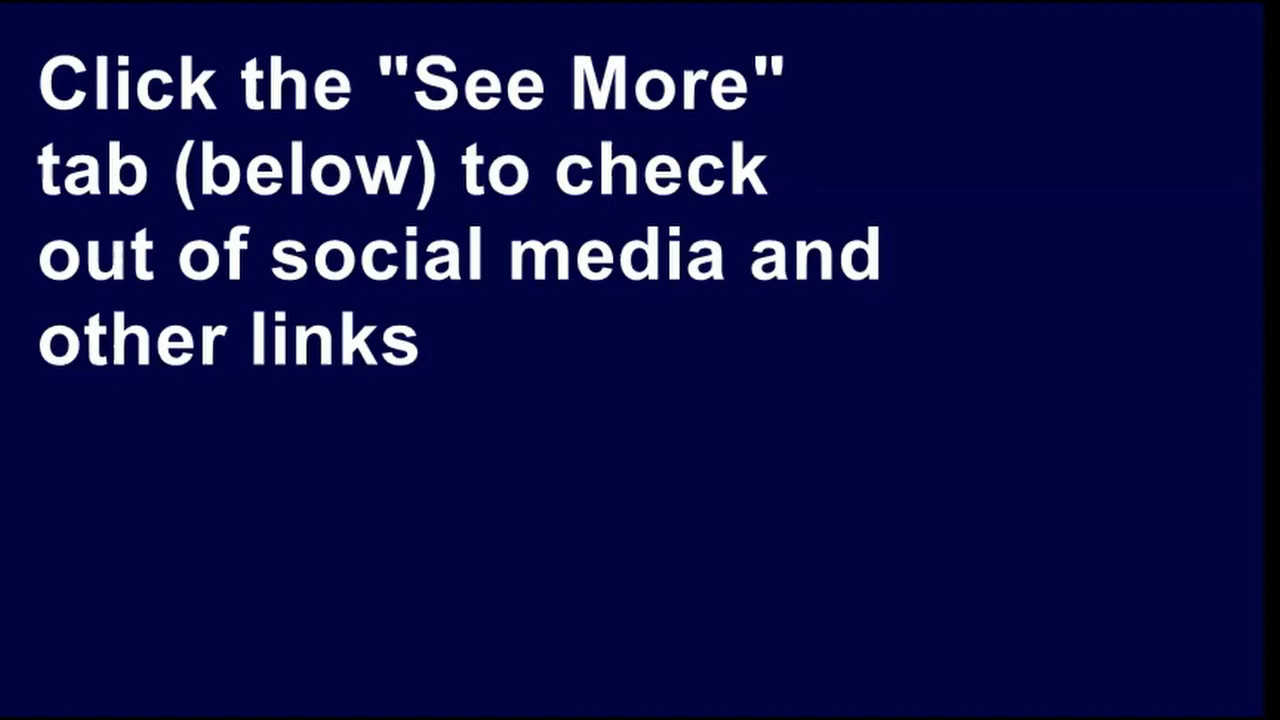 Click the "See More"
tab (below) to check
out of social media and
other links